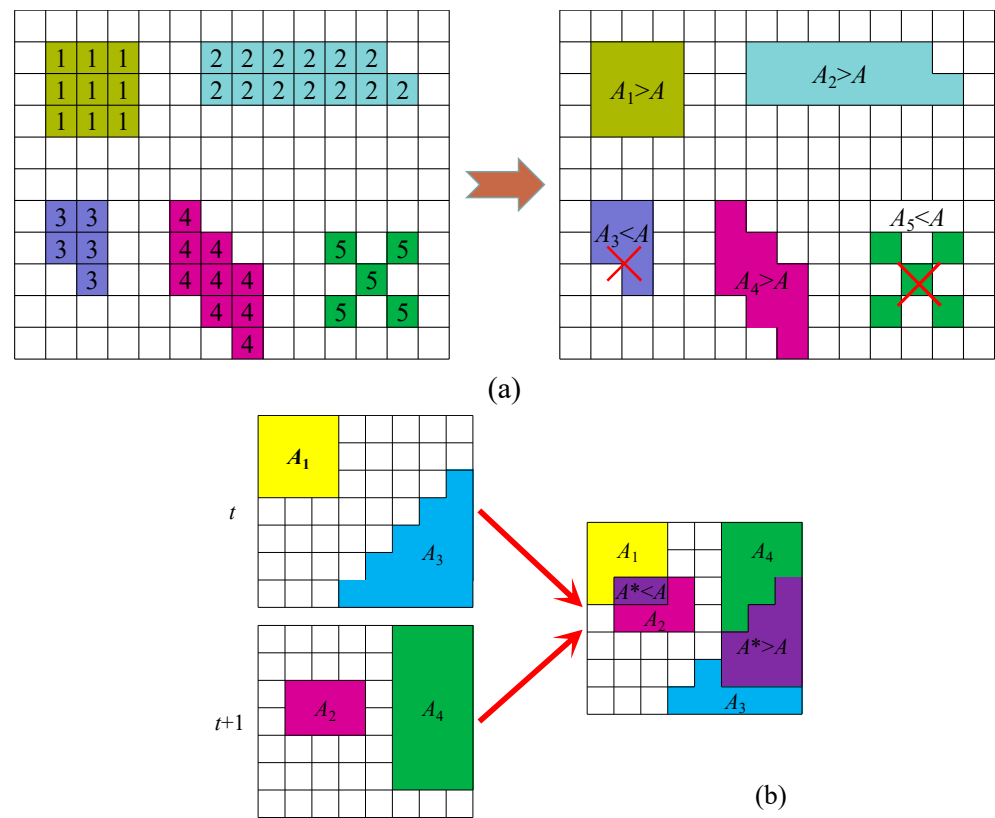 1 1 1 2 2 2 2 2 2
1 1 1 2 2 2 2 2 2 2
1 1 1
3 3 4
3 3 4 4 5 5
3 4 4 4 5
4 4 5 5
4
A₁>A
A₂>A
A₃<A
A₄>A
A₅<A
(a)
t
A₁
A₃
t+1
A₂
A₄
A₁
A₄
A*<A
A₂
A*>A
A₃
(b)